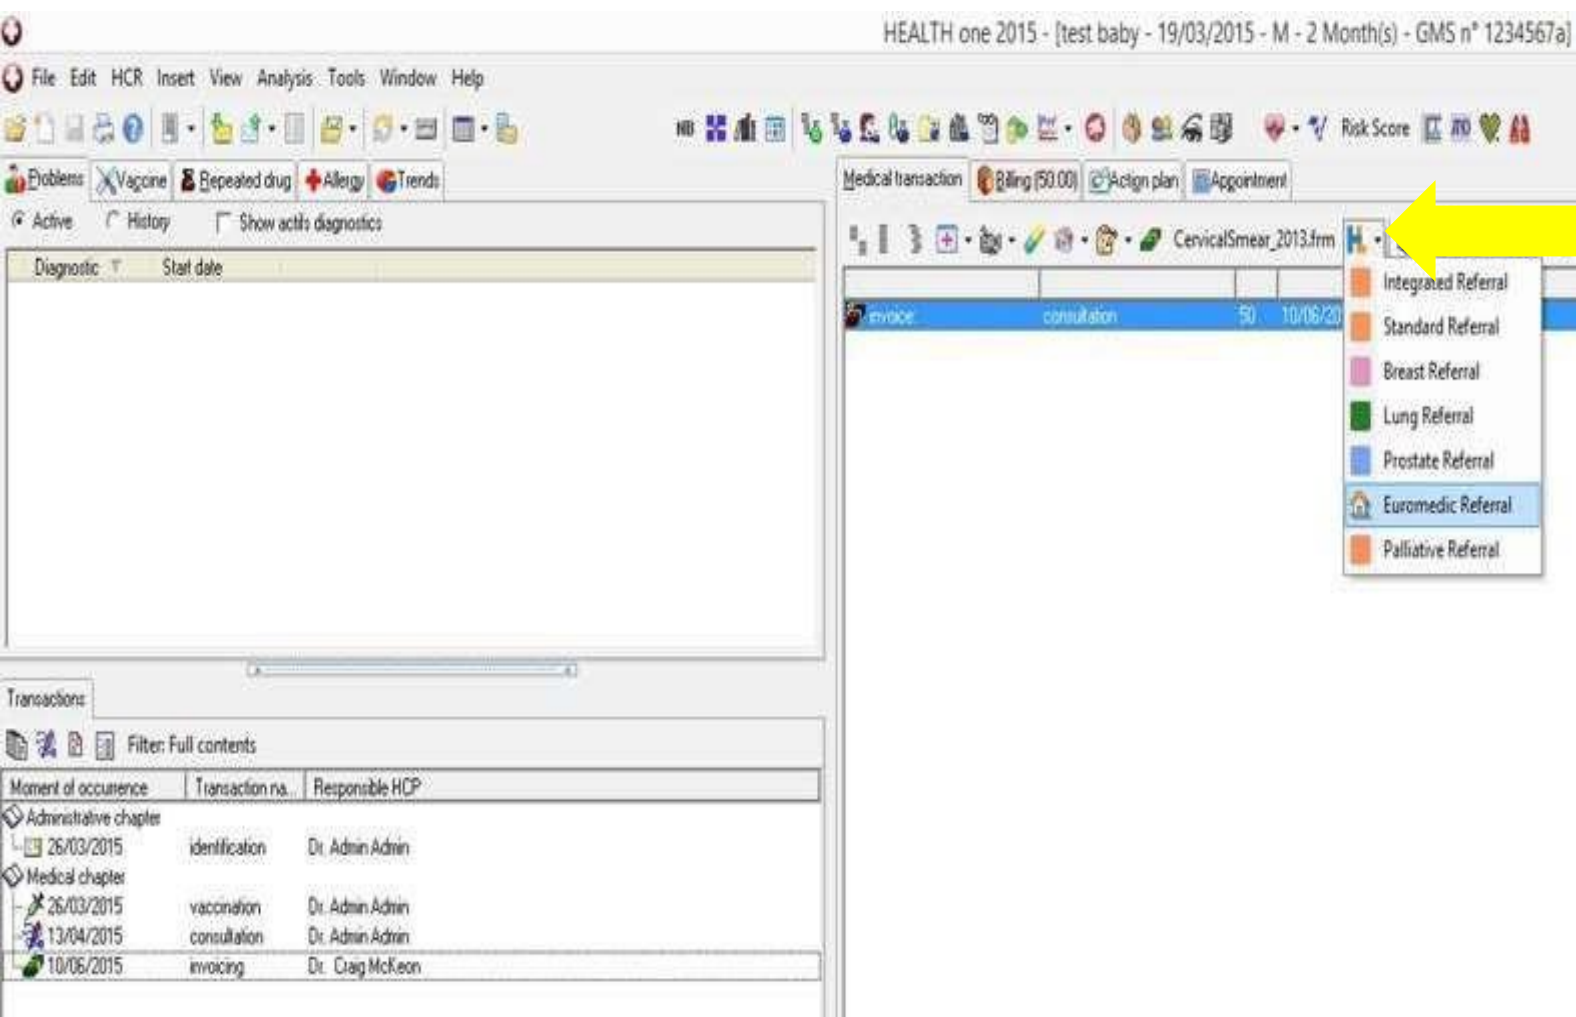 HEALTH one 2015 - [test baby - 19/03/2015 - M - 2 Month(s) - GMS n° 1234567a]
File Edit HCR Insert View Analysis Tools Window Help
NB Risk Score
Problems Vaccine Repeated drug Allergy Trends
Medical transaction Billing (50.00) Action plan Appointment
Active History Show actifs diagnostics
CervicalSmear_2013.frm
Diagnostic Start date
Integrated Referral
invoice: consultation 50 10/06/20
Standard Referral
Breast Referral
Lung Referral
Prostate Referral
Euromedic Referral
Palliative Referral
Transactions
Filter: Full contents
Moment of occurrence Transaction na... Responsible HCP
Administrative chapter
26/03/2015 identification Dr. Admin Admin
Medical chapter
26/03/2015 vaccination Dr. Admin Admin
13/04/2015 consultation Dr. Admin Admin
10/06/2015 invoicing Dr. Craig McKeon